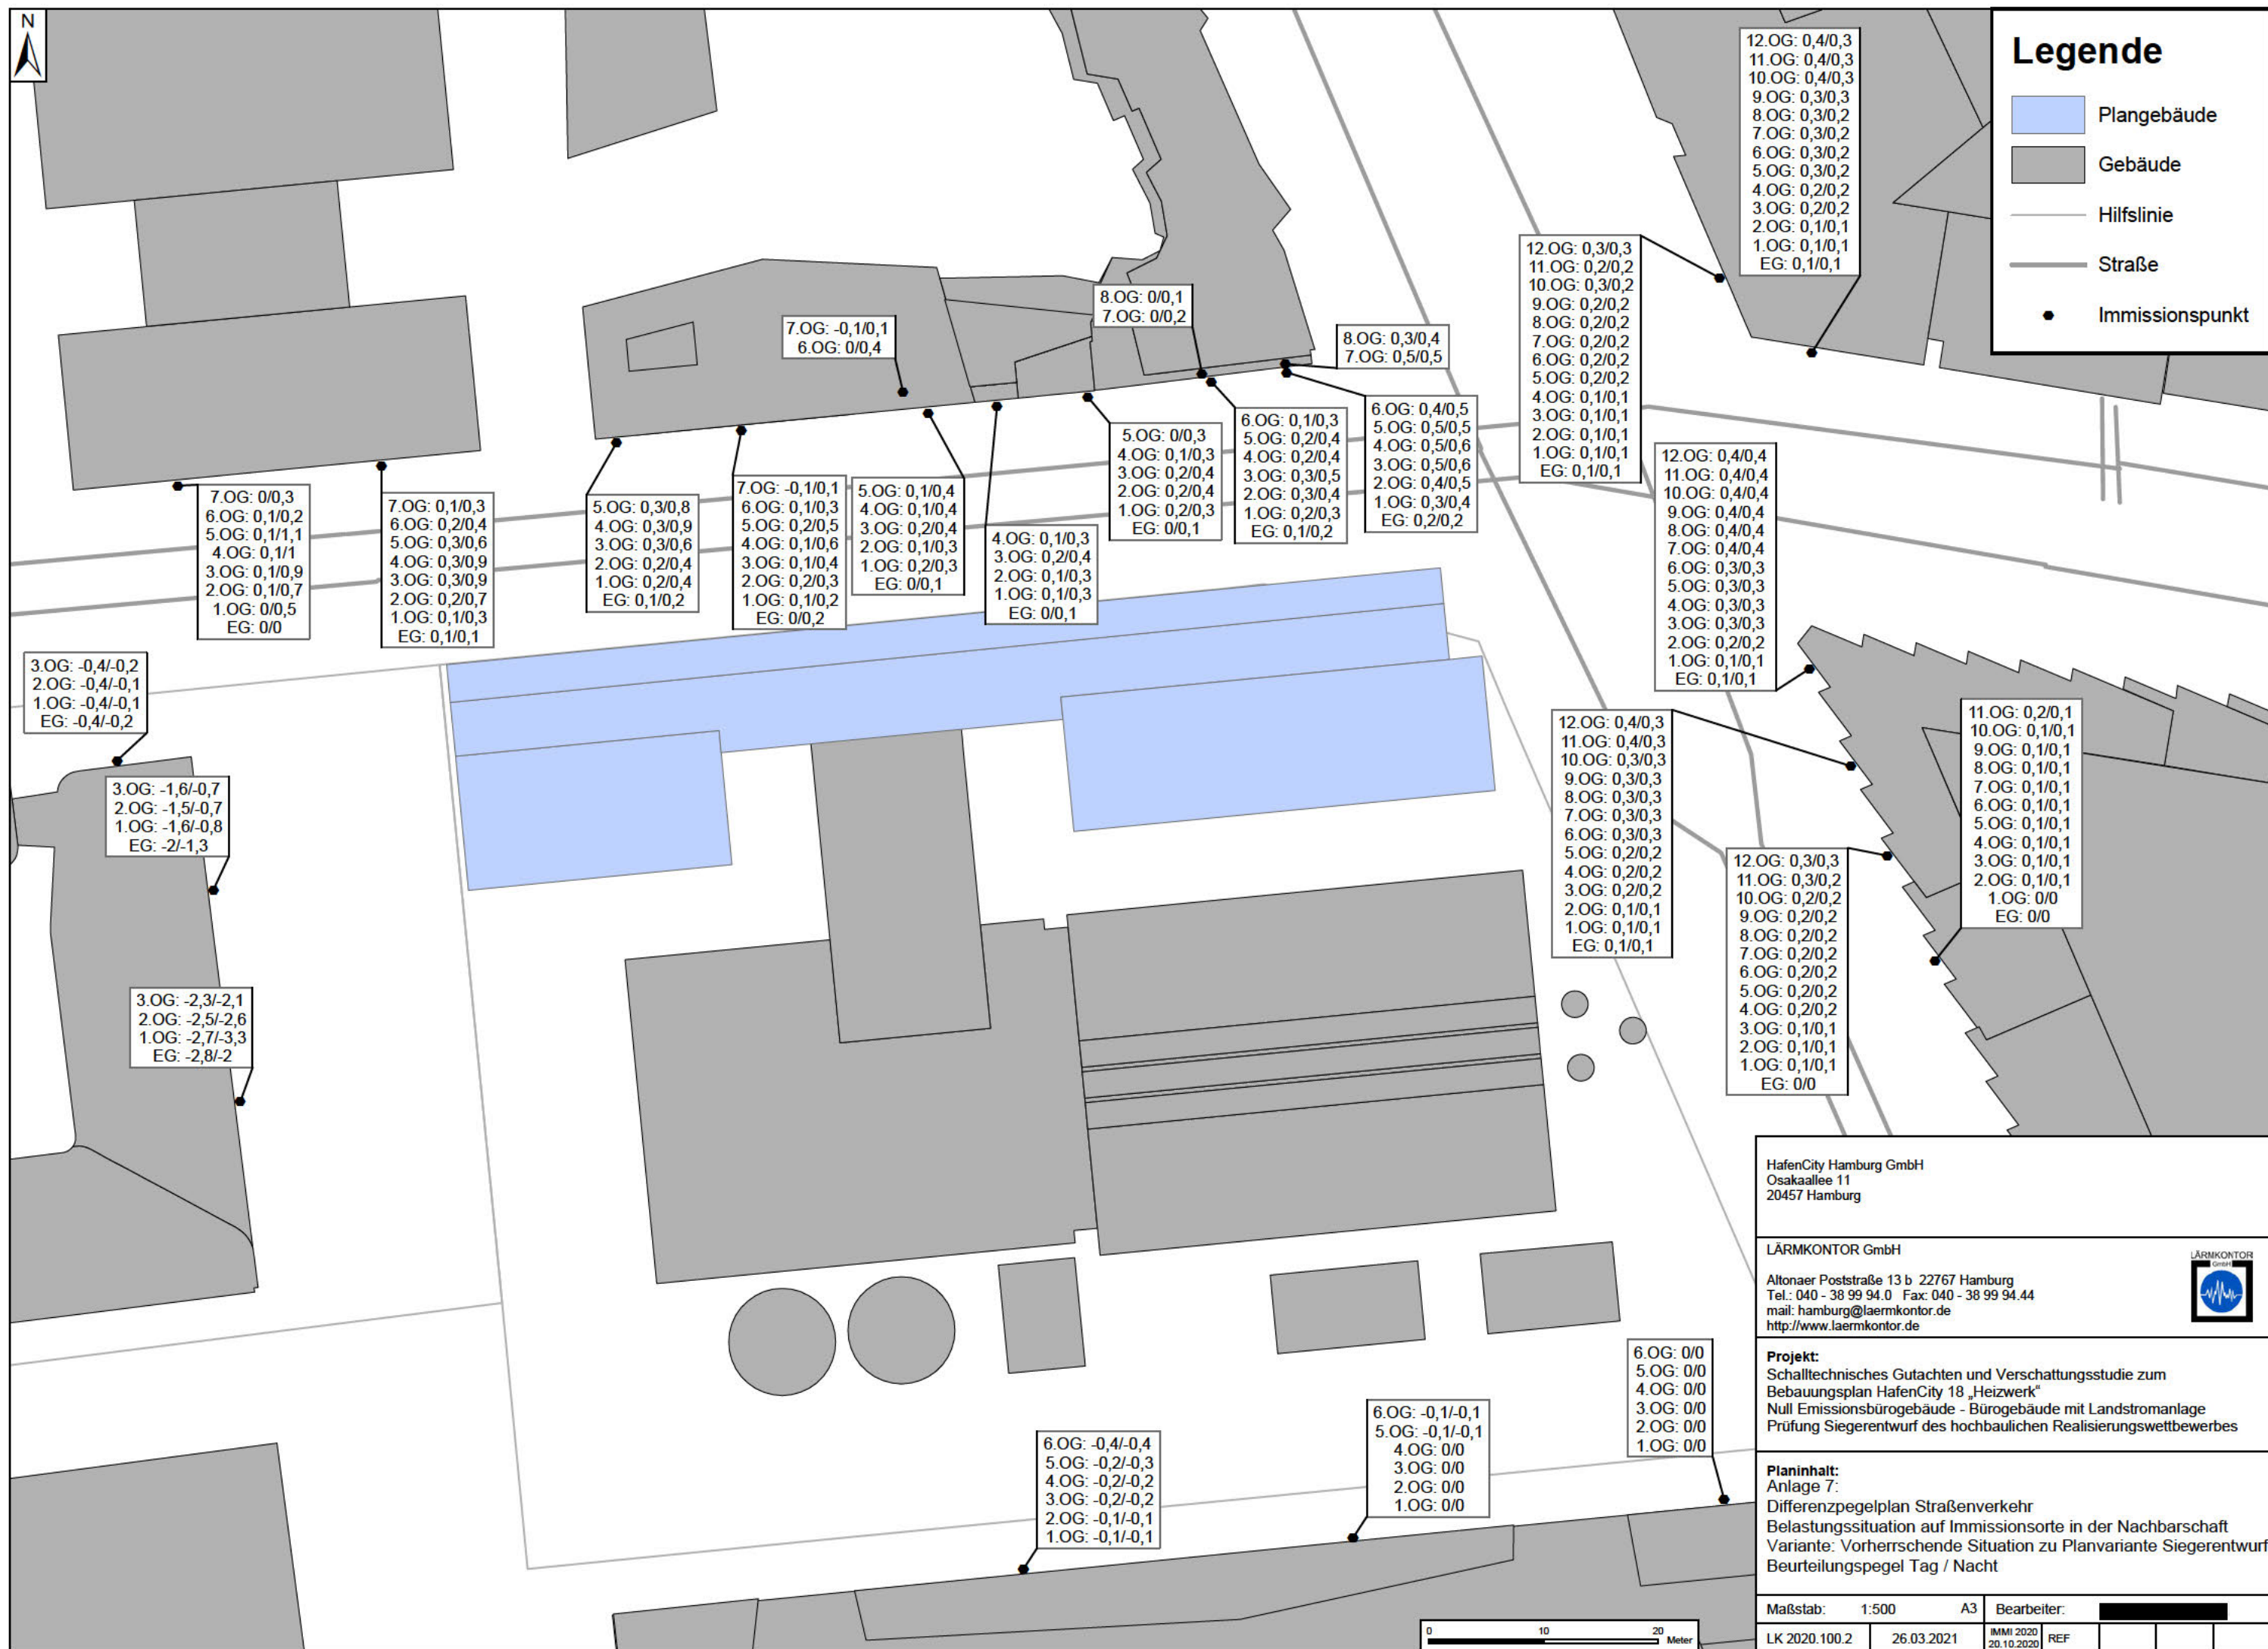 N
12.OG: 0,4/0,3
11.OG: 0,4/0,3
10.OG: 0,4/0,3
9.OG: 0,3/0,3
8.OG: 0,3/0,2
7.OG: 0,3/0,2
6.OG: 0,3/0,2
5.OG: 0,3/0,2
4.OG: 0,2/0,2
3.OG: 0,2/0,2
2.OG: 0,1/0,1
1.OG: 0,1/0,1
EG: 0,1/0,1
Legende
Plangebäude
Gebäude
Hilfslinie
Straße
Immissionspunkt
12.OG: 0,3/0,3
11.OG: 0,2/0,2
10.OG: 0,3/0,2
9.OG: 0,2/0,2
8.OG: 0,2/0,2
7.OG: 0,2/0,2
6.OG: 0,2/0,2
5.OG: 0,2/0,2
4.OG: 0,1/0,1
3.OG: 0,1/0,1
2.OG: 0,1/0,1
1.OG: 0,1/0,1
EG: 0,1/0,1
7.OG: -0,1/0,1
6.OG: 0/0,4
8.OG: 0/0,1
7.OG: 0/0,2
8.OG: 0,3/0,4
7.OG: 0,5/0,5
7.OG: 0/0,3
6.OG: 0,1/0,2
5.OG: 0,1/1,1
4.OG: 0,1/1
3.OG: 0,1/0,9
2.OG: 0,1/0,7
1.OG: 0/0,5
EG: 0/0
7.OG: 0,1/0,3
6.OG: 0,2/0,4
5.OG: 0,3/0,6
4.OG: 0,3/0,9
3.OG: 0,3/0,9
2.OG: 0,2/0,7
1.OG: 0,1/0,3
EG: 0,1/0,1
5.OG: 0,3/0,8
4.OG: 0,3/0,9
3.OG: 0,3/0,6
2.OG: 0,2/0,4
1.OG: 0,2/0,4
EG: 0,1/0,2
7.OG: -0,1/0,1
6.OG: 0,1/0,3
5.OG: 0,2/0,5
4.OG: 0,1/0,6
3.OG: 0,1/0,4
2.OG: 0,2/0,3
1.OG: 0,1/0,2
EG: 0/0,2
5.OG: 0,1/0,4
4.OG: 0,1/0,4
3.OG: 0,2/0,4
2.OG: 0,1/0,3
1.OG: 0,2/0,3
EG: 0/0,1
4.OG: 0,1/0,3
3.OG: 0,2/0,4
2.OG: 0,1/0,3
1.OG: 0,1/0,3
EG: 0/0,1
5.OG: 0/0,3
4.OG: 0,1/0,3
3.OG: 0,2/0,4
2.OG: 0,2/0,4
1.OG: 0,2/0,3
EG: 0/0,1
6.OG: 0,1/0,3
5.OG: 0,2/0,4
4.OG: 0,2/0,4
3.OG: 0,3/0,5
2.OG: 0,3/0,4
1.OG: 0,2/0,3
EG: 0,1/0,2
6.OG: 0,4/0,5
5.OG: 0,5/0,5
4.OG: 0,5/0,6
3.OG: 0,5/0,6
2.OG: 0,4/0,5
1.OG: 0,3/0,4
EG: 0,2/0,2
12.OG: 0,4/0,4
11.OG: 0,4/0,4
10.OG: 0,4/0,4
9.OG: 0,4/0,4
8.OG: 0,4/0,4
7.OG: 0,4/0,4
6.OG: 0,3/0,3
5.OG: 0,3/0,3
4.OG: 0,3/0,3
3.OG: 0,3/0,3
2.OG: 0,2/0,2
1.OG: 0,1/0,1
EG: 0,1/0,1
3.OG: -0,4/-0,2
2.OG: -0,4/-0,1
1.OG: -0,4/-0,1
EG: -0,4/-0,2
3.OG: -1,6/-0,7
2.OG: -1,5/-0,7
1.OG: -1,6/-0,8
EG: -2/-1,3
3.OG: -2,3/-2,1
2.OG: -2,5/-2,6
1.OG: -2,7/-3,3
EG: -2,8/-2
12.OG: 0,4/0,3
11.OG: 0,4/0,3
10.OG: 0,3/0,3
9.OG: 0,3/0,3
8.OG: 0,3/0,3
7.OG: 0,3/0,3
6.OG: 0,3/0,3
5.OG: 0,2/0,2
4.OG: 0,2/0,2
3.OG: 0,2/0,2
2.OG: 0,1/0,1
1.OG: 0,1/0,1
EG: 0,1/0,1
11.OG: 0,2/0,1
10.OG: 0,1/0,1
9.OG: 0,1/0,1
8.OG: 0,1/0,1
7.OG: 0,1/0,1
6.OG: 0,1/0,1
5.OG: 0,1/0,1
4.OG: 0,1/0,1
3.OG: 0,1/0,1
2.OG: 0,1/0,1
1.OG: 0/0
EG: 0/0
12.OG: 0,3/0,3
11.OG: 0,3/0,2
10.OG: 0,2/0,2
9.OG: 0,2/0,2
8.OG: 0,2/0,2
7.OG: 0,2/0,2
6.OG: 0,2/0,2
5.OG: 0,2/0,2
4.OG: 0,2/0,2
3.OG: 0,1/0,1
2.OG: 0,1/0,1
1.OG: 0,1/0,1
EG: 0/0
6.OG: -0,4/-0,4
5.OG: -0,2/-0,3
4.OG: -0,2/-0,2
3.OG: -0,2/-0,2
2.OG: -0,1/-0,1
1.OG: -0,1/-0,1
6.OG: -0,1/-0,1
5.OG: -0,1/-0,1
4.OG: 0/0
3.OG: 0/0
2.OG: 0/0
1.OG: 0/0
6.OG: 0/0
5.OG: 0/0
4.OG: 0/0
3.OG: 0/0
2.OG: 0/0
1.OG: 0/0
0 10 20 Meter
HafenCity Hamburg GmbH
Osakaallee 11
20457 Hamburg
LÄRMKONTOR GmbH
Altonaer Poststraße 13 b 22767 Hamburg
Tel.: 040 - 38 99 94.0 Fax: 040 - 38 99 94.44
mail: hamburg@laermkontor.de
http://www.laermkontor.de
LÄRMKONTOR
GmbH
Projekt:
Schalltechnisches Gutachten und Verschattungsstudie zum
Bebauungsplan HafenCity 18 „Heizwerk“
Null Emissionsbürogebäude - Bürogebäude mit Landstromanlage
Prüfung Siegerentwurf des hochbaulichen Realisierungswettbewerbes
Planinhalt:
Anlage 7:
Differenzpegelplan Straßenverkehr
Belastungssituation auf Immissionsorte in der Nachbarschaft
Variante: Vorherrschende Situation zu Planvariante Siegerentwurf
Beurteilungspegel Tag / Nacht
Maßstab: 1:500 A3 Bearbeiter:
LK 2020.100.2 26.03.2021 IMMI 2020 REF
20.10.2020